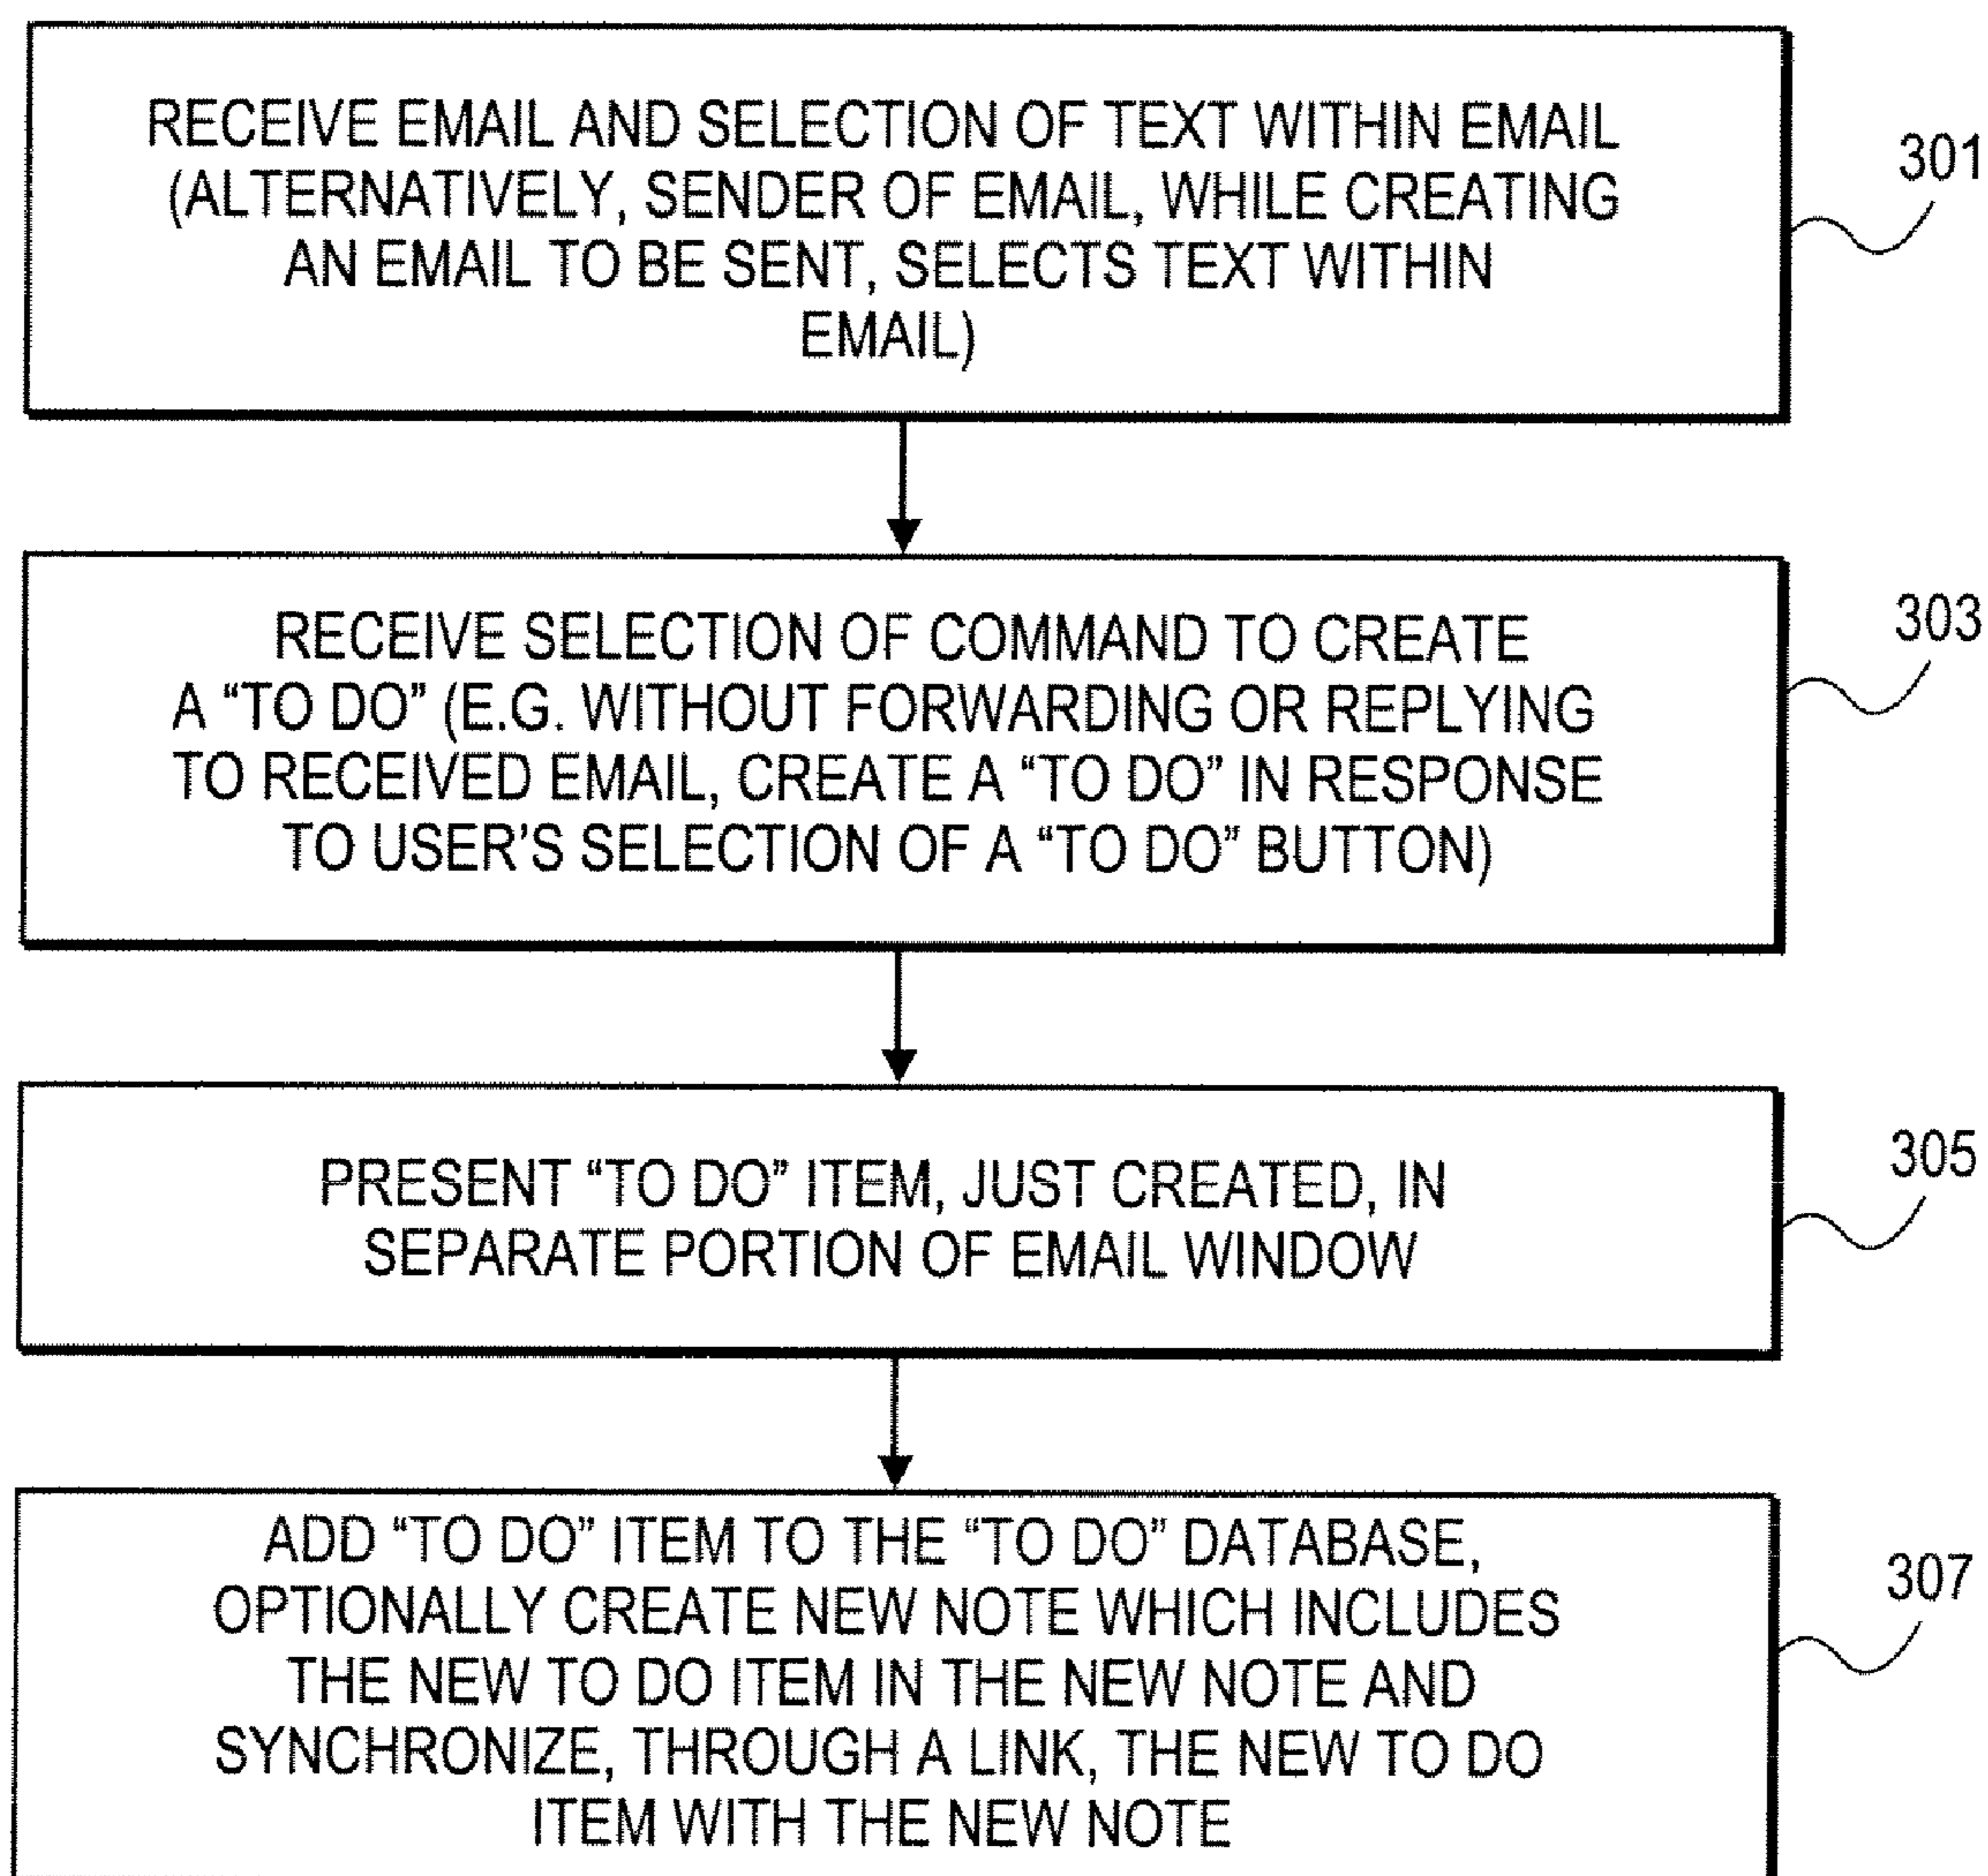 RECEIVE EMAIL AND SELECTION OF TEXT WITHIN EMAIL
(ALTERNATIVELY, SENDER OF EMAIL, WHILE CREATING
AN EMAIL TO BE SENT, SELECTS TEXT WITHIN
EMAIL)
301
RECEIVE SELECTION OF COMMAND TO CREATE
A “TO DO” (E.G. WITHOUT FORWARDING OR REPLYING
TO RECEIVED EMAIL, CREATE A “TO DO” IN RESPONSE
TO USER’S SELECTION OF A “TO DO” BUTTON)
303
PRESENT “TO DO” ITEM, JUST CREATED, IN
SEPARATE PORTION OF EMAIL WINDOW
305
ADD “TO DO” ITEM TO THE “TO DO” DATABASE,
OPTIONALLY CREATE NEW NOTE WHICH INCLUDES
THE NEW TO DO ITEM IN THE NEW NOTE AND
SYNCHRONIZE, THROUGH A LINK, THE NEW TO DO
ITEM WITH THE NEW NOTE
307